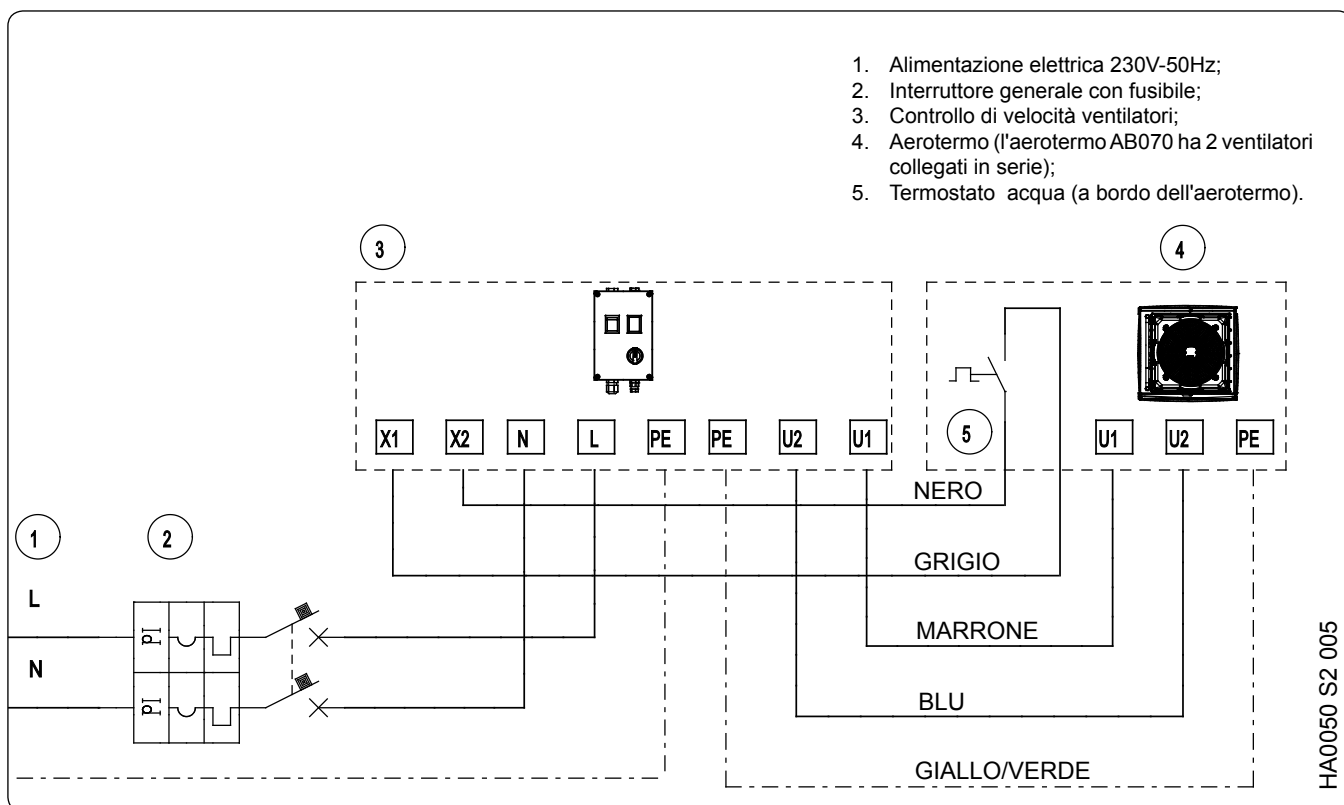 1. Alimentazione elettrica 230V-50Hz;
2. Interruttore generale con fusibile;
3. Controllo di velocità ventilatori;
4. Aerotermo (l'aerotermo AB070 ha 2 ventilatori
collegati in serie);
5. Termostato acqua (a bordo dell'aerotermo).
3
4
X1 X2 N L PE PE U2 U1
5
U1 U2 PE
NERO
1
2
GRIGIO
L
PI
MARRONE
N
PI
BLU
GIALLO/VERDE
HA0050 S2 005